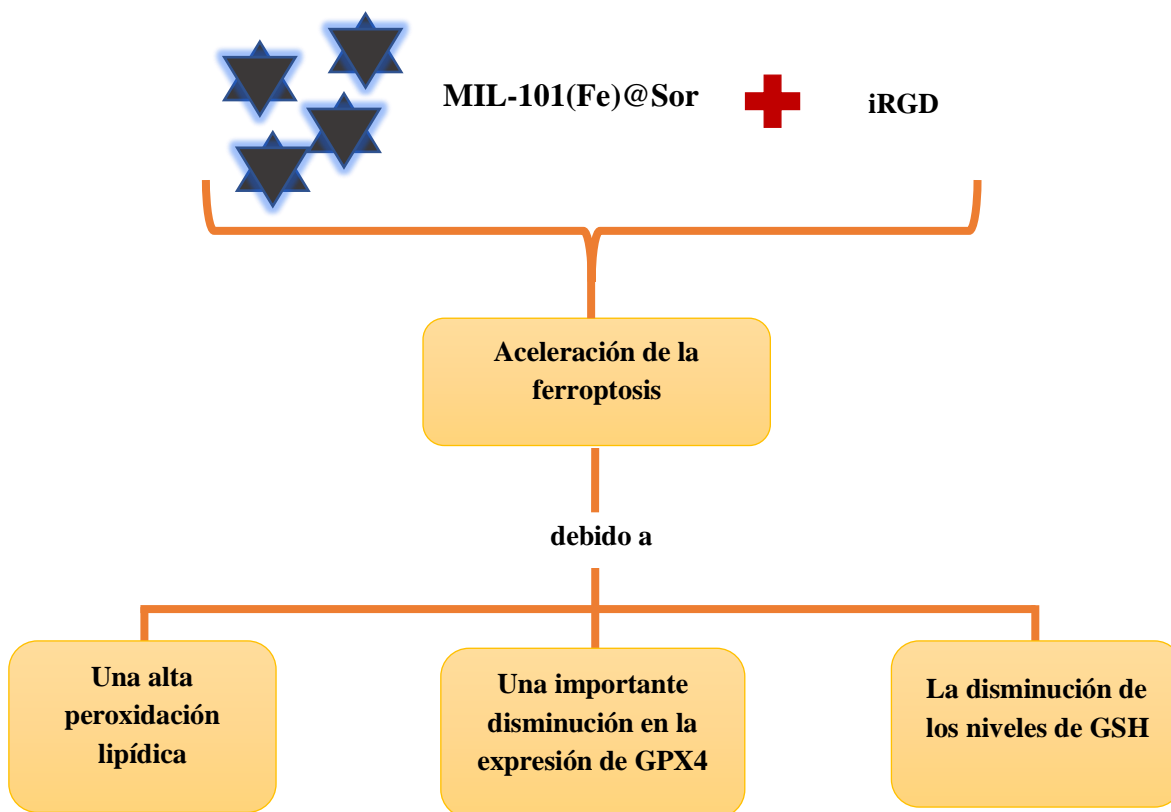 MIL-101(Fe)@Sor
iRGD
Aceleración de la
ferroptosis
debido a
Una alta
peroxidación
lipídica
Una importante
disminución en la
expresión de GPX4
La disminución de
los niveles de GSH